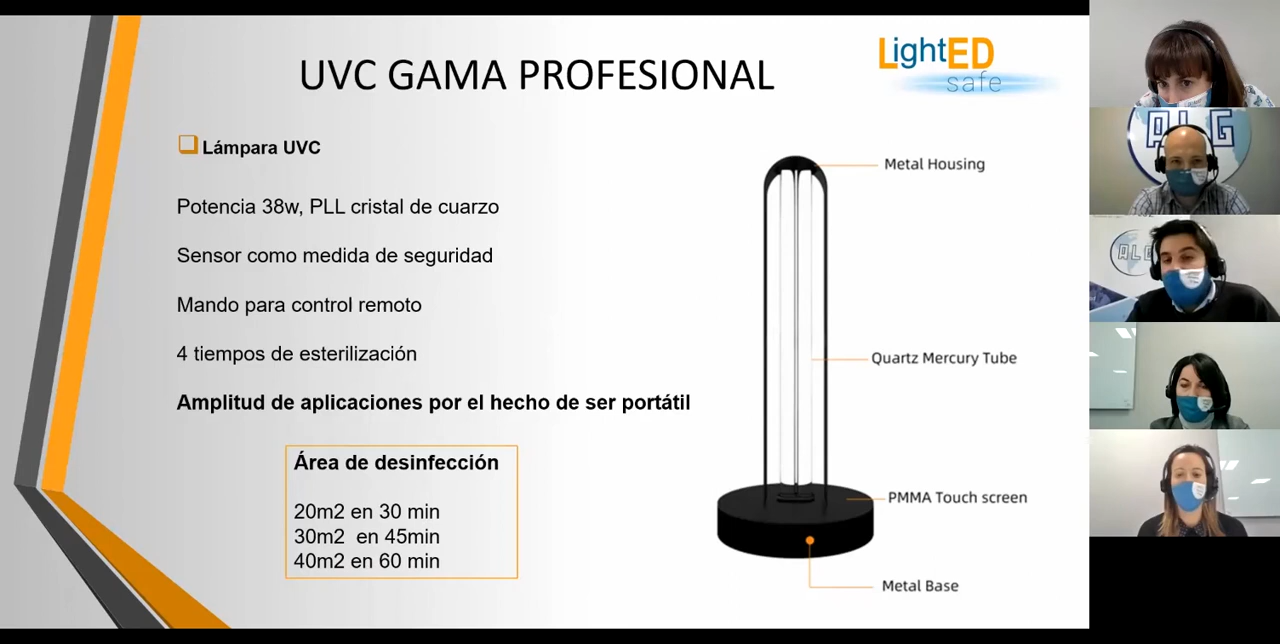 UVC GAMA PROFESIONAL
LightED
safe
Lámpara UVC
Potencia 38w, PLL cristal de cuarzo
Sensor como medida de seguridad
Mando para control remoto
4 tiempos de esterilización
Amplitud de aplicaciones por el hecho de ser portátil
Área de desinfección
20m2 en 30 min
30m2  en 45min
40m2 en 60 min
Metal Housing
Quartz Mercury Tube
PMMA Touch screen
Metal Base
ALG
ALG